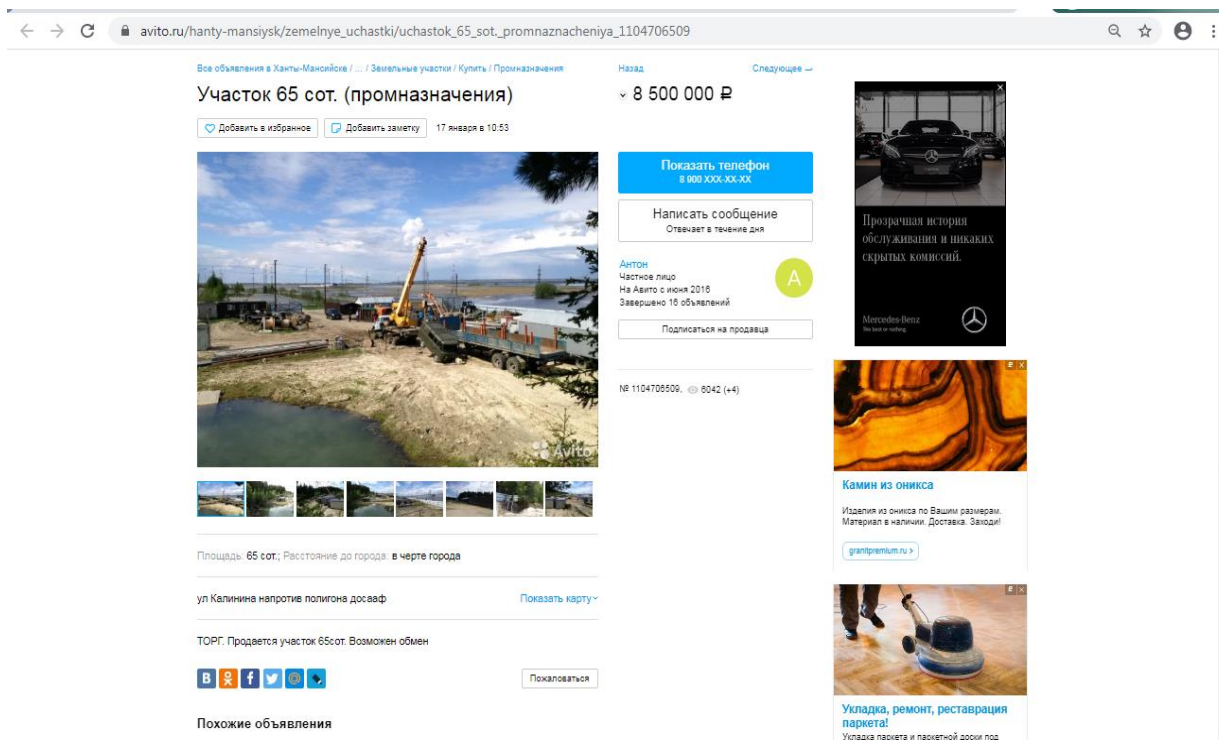 avito.ru/hanty-mansiysk/zemelnye_uchastki/uchastok_65_sot._promnaznacheniya_1104706509
Все объявления в Ханты-Мансийске / ... / Земельные участки / Купить / Промназначения
Назад
Следующее →
Участок 65 сот. (промназначения)
8 500 000 ₽
Добавить в избранное
Добавить заметку
17 января в 10:53
Показать телефон
8 900 XXX-XX-XX
Написать сообщение
Отвечает в течение дня
Антон
Частное лицо
На Авито с июня 2016
Завершено 16 объявлений
А
Подписаться на продавца
№ 1104706509, 6042 (+4)
Avito
Площадь: 65 сот.; Расстояние до города: в черте города
ул Калинина напротив полигона досааф
Показать карту
ТОРГ. Продается участок 65сот. Возможен обмен
Пожаловаться
Похожие объявления
Прозрачная история
обслуживания и никаких
скрытых комиссий.
Mercedes-Benz
The best or nothing.
Камин из оникса
Изделия из оникса по Вашим размерам.
Материал в наличии. Доставка. Заходи!
granitpremium.ru
Укладка, ремонт, реставрация
паркета!
Укладка паркета и паркетной доски под